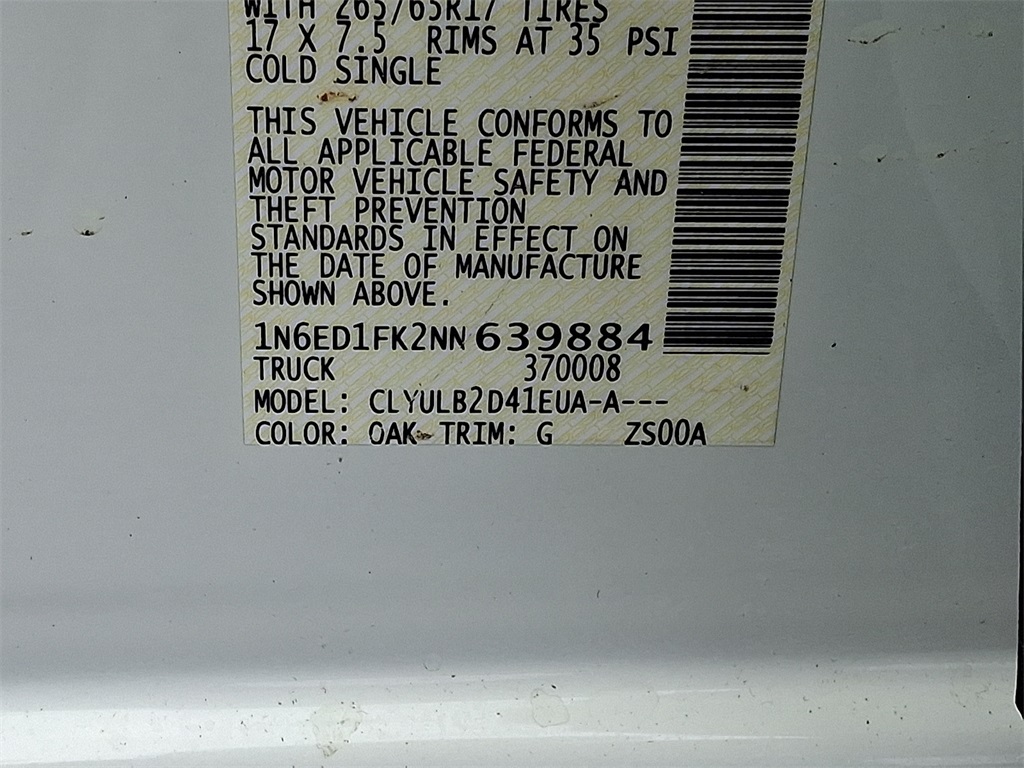 WITH 265/65R17 TIRES
17 X 7.5 RIMS AT 35 PSI
COLD SINGLE
THIS VEHICLE CONFORMS TO
ALL APPLICABLE FEDERAL
MOTOR VEHICLE SAFETY AND
THEFT PREVENTION
STANDARDS IN EFFECT ON
THE DATE OF MANUFACTURE
SHOWN ABOVE.
1N6ED1FK2NN639884
TRUCK 370008
MODEL: CLYULB2D41EUA-A---
COLOR: QAK TRIM: G ZS00A